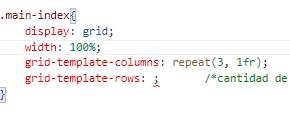 .main-index{
display: grid;
width: 100%;
grid-template-columns: repeat(3, 1fr);
grid-template-rows: ; /*cantidad de
}